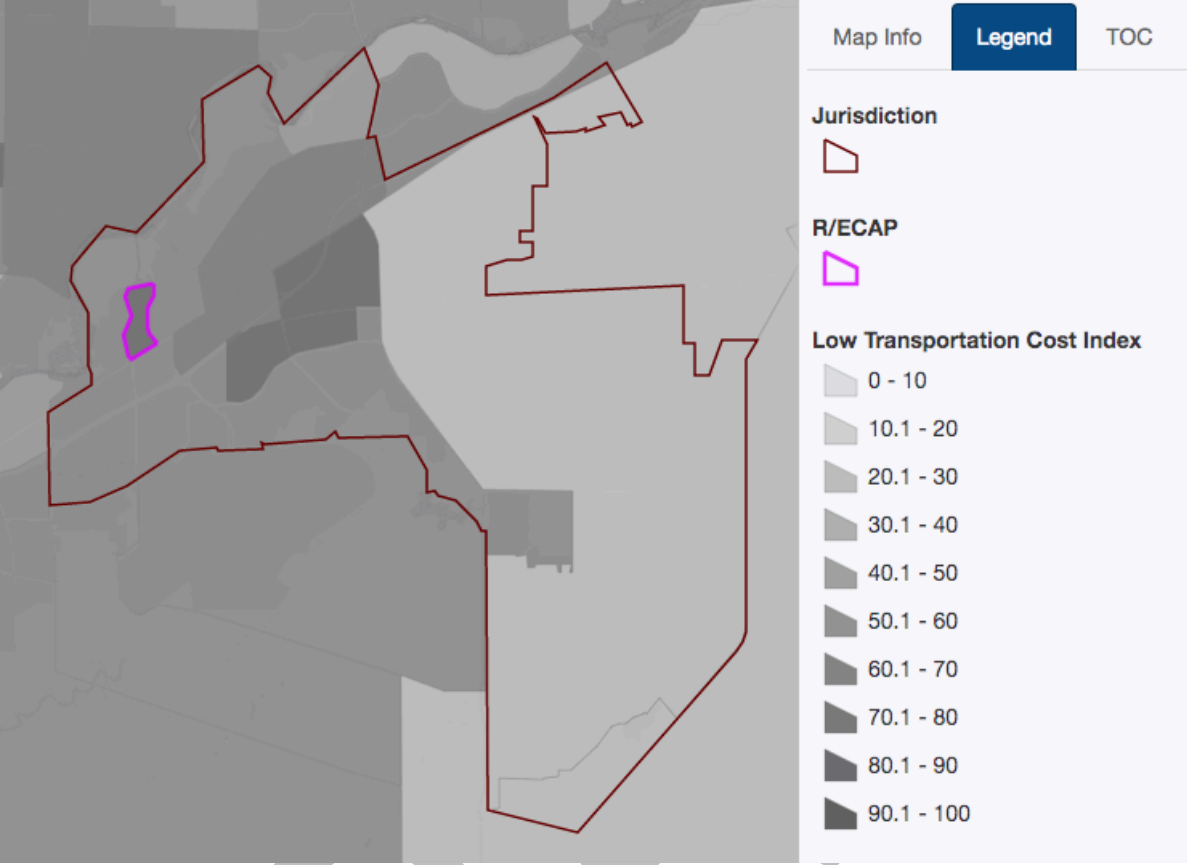 Map Info
Legend
TOC
Jurisdiction
R/ECAP
Low Transportation Cost Index
0 - 10
10.1 - 20
20.1 - 30
30.1 - 40
40.1 - 50
50.1 - 60
60.1 - 70
70.1 - 80
80.1 - 90
90.1 - 100